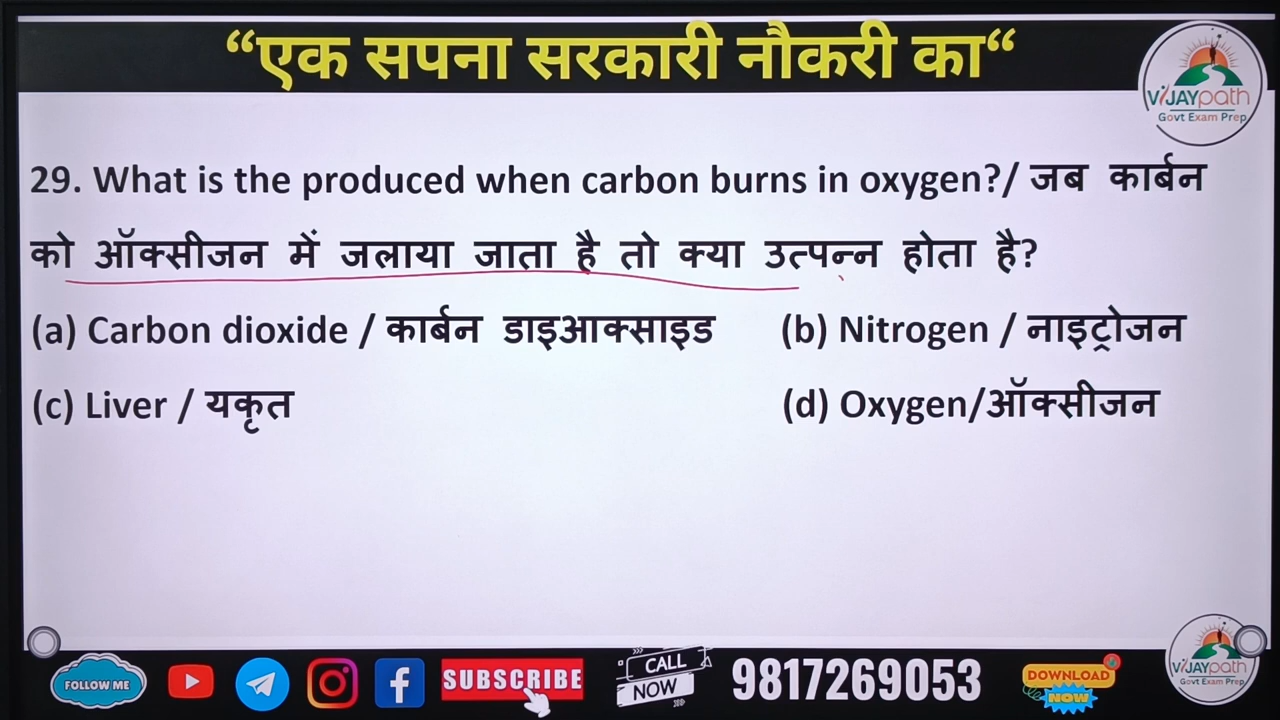 “एक सपना सरकारी नौकरी का“
VIJAYpath
Govt Exam Prep
29. What is the produced when carbon burns in oxygen?/ जब कार्बन
को ऑक्सीजन में जलाया जाता है तो क्या उत्पन्न होता है?
(a) Carbon dioxide / कार्बन डाइआक्साइड (b) Nitrogen / नाइट्रोजन
(c) Liver / यकृत (d) Oxygen/ऑक्सीजन
FOLLOW ME
SUBSCRIBE
CALL
NOW
9817269053
DOWNLOAD
NOW
VIJAYpath
Govt Exam Prep